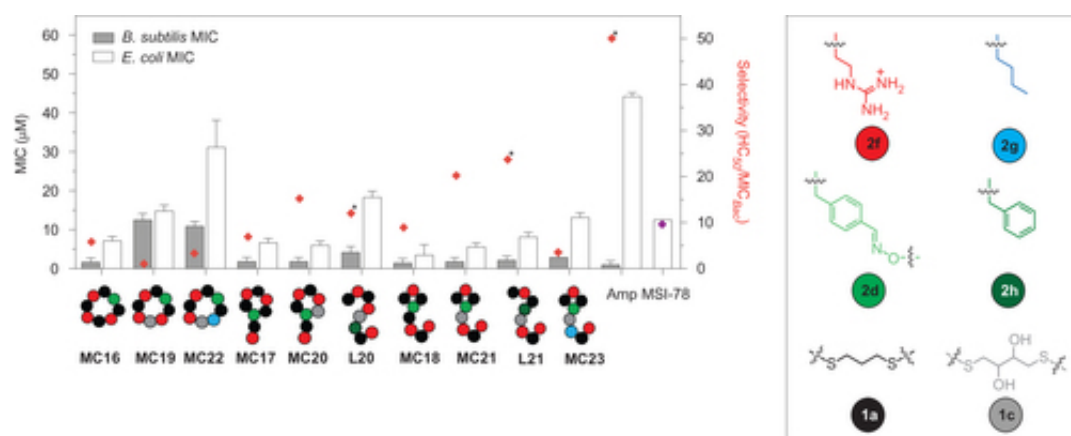 60
50
40
30
20
10
0
MIC (μM)
B. subtilis MIC
E. coli MIC
50
40
30
20
10
0
Selectivity (HC50/MICBac)
*
*
*
Amp MSI-78
MC16 MC19 MC22 MC17 MC20 L20 MC18 MC21 L21 MC23
HN
+
NH2
NH2
2f
2g
N
O
2d
2h
S
S
1a
OH
S
S
OH
1c